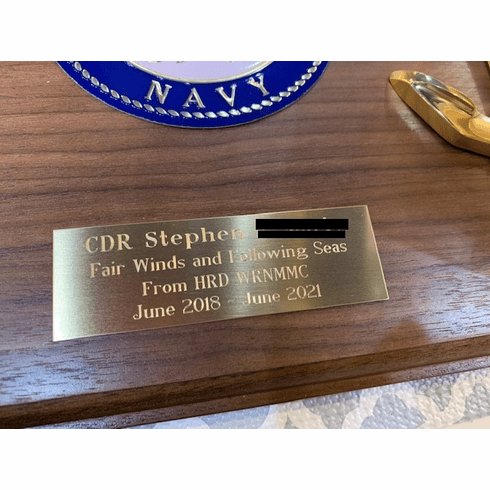 NAVY
CDR Stephen
Fair Winds and Following Seas
From HRD WRNMMC
June 2018 - June 2021